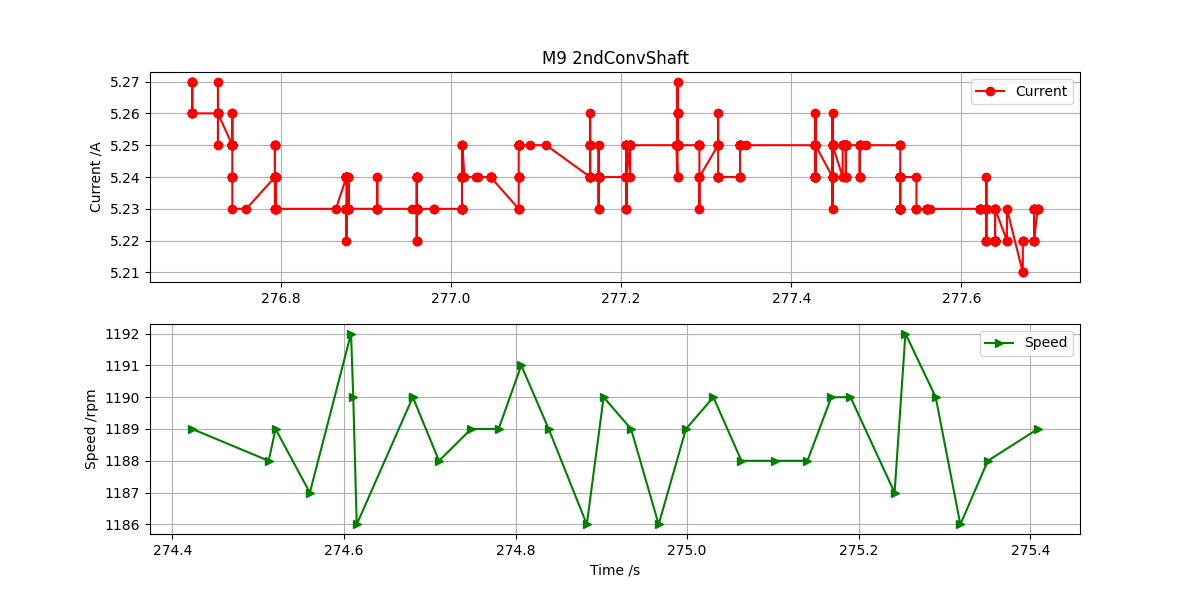 M9 2ndConvShaft
5.27
5.26
5.25
5.24
5.23
5.22
5.21
Current /A
Current
276.8 277.0 277.2 277.4 277.6
1192
1191
1190
1189
1188
1187
1186
Speed /rpm
Speed
274.4 274.6 274.8 275.0 275.2 275.4
Time /s